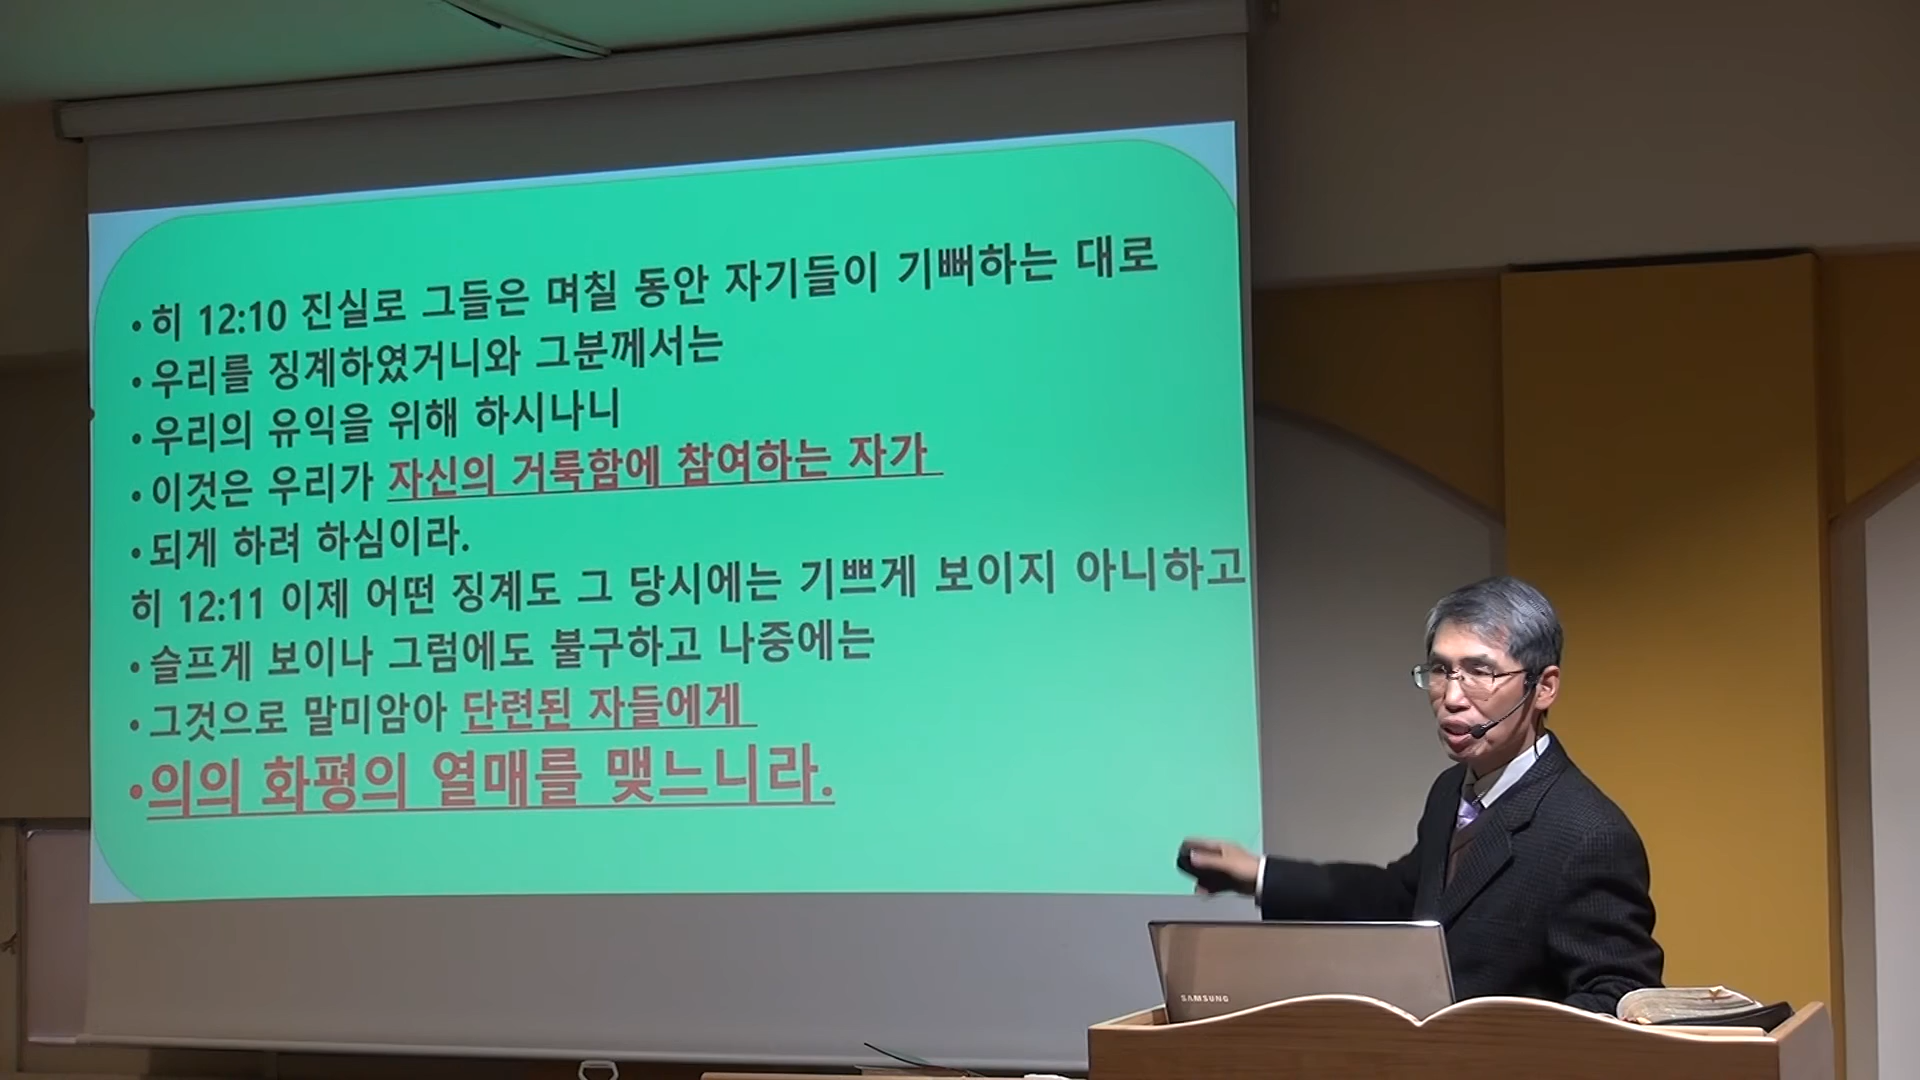 • 히 12:10 진실로 그들은 며칠 동안 자기들이 기뻐하는 대로
• 우리를 징계하였거니와 그분께서는
• 우리의 유익을 위해 하시나니
• 이것은 우리가 자신의 거룩함에 참여하는 자가
• 되게 하려 하심이라.
히 12:11 이제 어떤 징계도 그 당시에는 기쁘게 보이지 아니하고
• 슬프게 보이나 그럼에도 불구하고 나중에는
• 그것으로 말미암아 단련된 자들에게
• 의의 화평의 열매를 맺느니라.
SAMSUNG